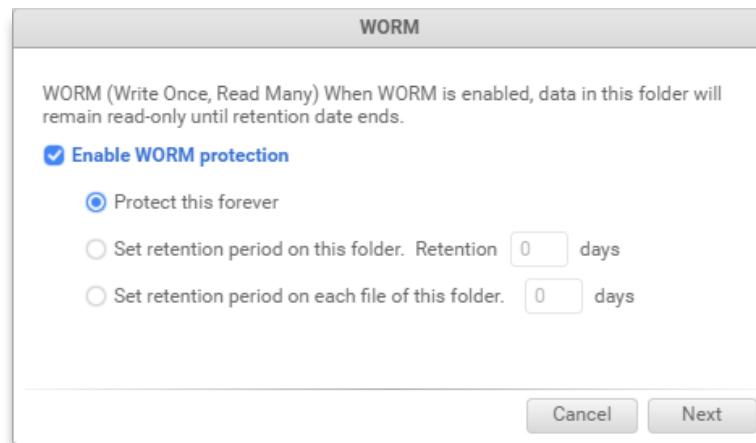 WORM
WORM (Write Once, Read Many) When WORM is enabled, data in this folder will
remain read-only until retention date ends.
Enable WORM protection
Protect this forever
Set retention period on this folder. Retention 0 days
Set retention period on each file of this folder. 0 days
Cancel Next